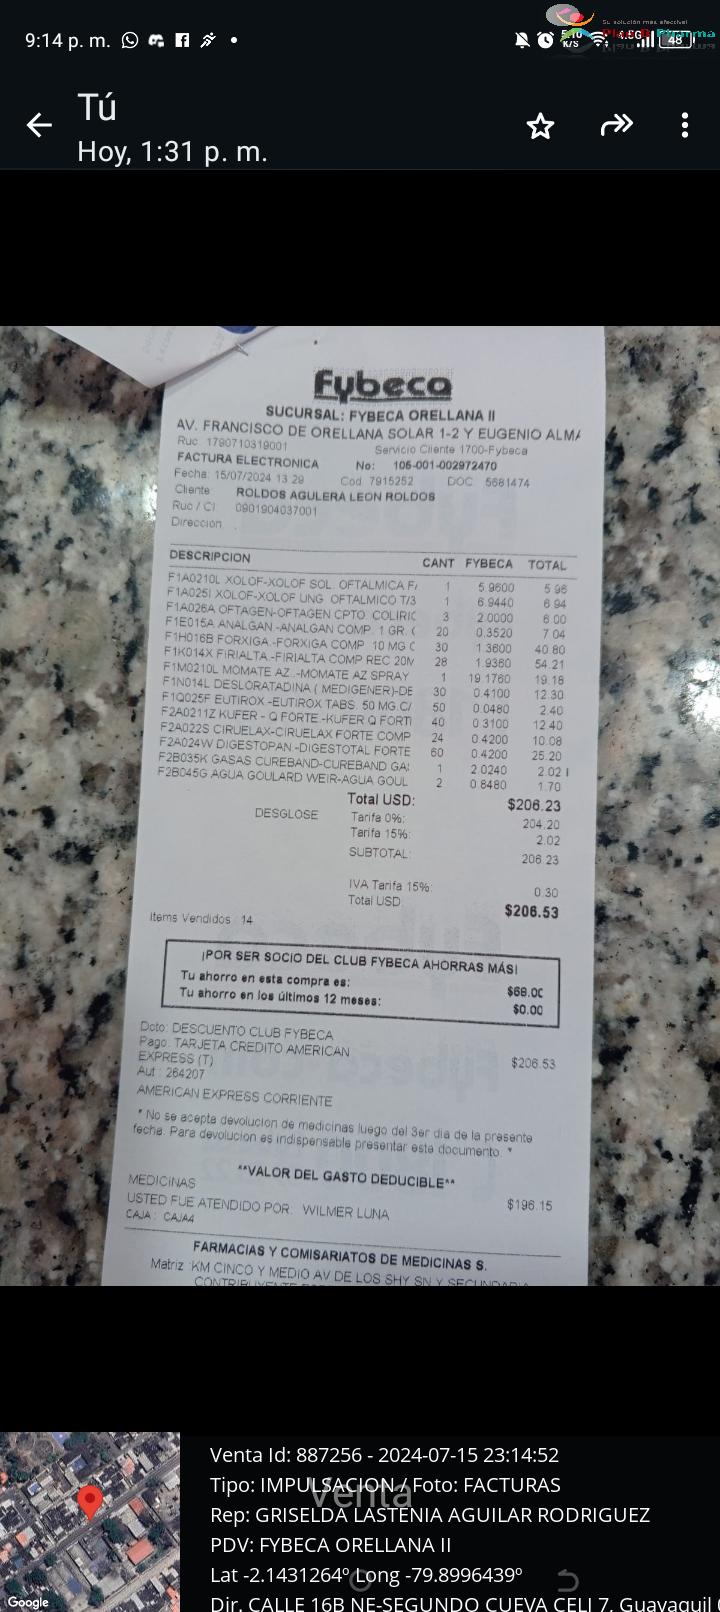 9:14 p. m.
48
Tú
Hoy, 1:31 p. m.
Fybeca
SUCURSAL: FYBECA ORELLANA II
AV. FRANCISCO DE ORELLANA SOLAR 1-2 Y EUGENIO ALMA
Ruc: 1790710319001 Servicio Cliente 1700-Fybeca
FACTURA ELECTRONICA No: 105-001-002972470
Fecha: 15/07/2024 13 29 Cod 7915252 DOC: 5681474
Cliente ROLDOS AGULERA LEON ROLDOS
Ruc / CI: 0901904037001
Direccion
DESCRIPCION CANT FYBECA TOTAL
F1A0210L XOLOF-XOLOF SOL. OFTALMICA F/ 1 5.9600 5.96
F1A025I XOLOF-XOLOF UNG. OFTALMICO T/3 1 6.9440 6.94
F1A026A OFTAGEN-OFTAGEN CPTO. COLIRIC 3 2.0000 6.00
F1E015A ANALGAN -ANALGAN COMP. 1 GR. ( 20 0.3520 7.04
F1H016B FORXIGA.-FORXIGA COMP. 10 MG C 30 1.3600 40.80
F1K014X FIRIALTA -FIRIALTA COMP REC 20M 28 1.9360 54.21
F1M0210L MOMATE AZ..-MOMATE AZ SPRAY 1 19.1760 19.18
F1N014L DESLORATADINA ( MEDIGENER)-DE 30 0.4100 12.30
F1Q025F EUTIROX -EUTIROX TABS. 50 MG.C/ 50 0.0480 2.40
F2A0211Z KUFER - Q FORTE -KUFER Q FORTI 40 0.3100 12.40
F2A022S CIRUELAX-CIRUELAX FORTE COMP 24 0.4200 10.08
F2A024W DIGESTOPAN -DIGESTOTAL FORTE 60 0.4200 25.20
F2B035K GASAS CUREBAND-CUREBAND GA 1 2.0240 2.02 I
F2B045G AGUA GOULARD WEIR-AGUA GOUL 2 0.8480 1.70
Total USD: $206.23
DESGLOSE Tarifa 0%: 204.20
Tarifa 15%: 2.02
SUBTOTAL: 206.23
IVA Tarifa 15%: 0.30
Total USD: $206.53
Items Vendidos : 14
¡POR SER SOCIO DEL CLUB FYBECA AHORRAS MÁS!
Tu ahorro en esta compra es: $68.00
Tu ahorro en los últimos 12 meses: $0.00
Dcto: DESCUENTO CLUB FYBECA
Pago: TARJETA CREDITO AMERICAN
EXPRESS (T) $206.53
Aut : 264207
AMERICAN EXPRESS CORRIENTE
* No se acepta devolucion de medicinas luego del 3er dia de la presente
fecha. Para devolucion es indispensable presentar este documento. *
**VALOR DEL GASTO DEDUCIBLE**
MEDICINAS $196.15
USTED FUE ATENDIDO POR: WILMER LUNA
CAJA : CAJA4
FARMACIAS Y COMISARIATOS DE MEDICINAS S.
Matriz :KM CINCO Y MEDIO AV DE LOS SHY SN Y SECUNDARIA
Venta
Venta Id: 887256 - 2024-07-15 23:14:52
Tipo: IMPULSACION / Foto: FACTURAS
Rep: GRISELDA LASTENIA AGUILAR RODRIGUEZ
PDV: FYBECA ORELLANA II
Lat -2.1431264º Long -79.8996439º
Dir. CALLE 16B NE-SEGUNDO CUEVA CELI 7, Guayaquil
Google